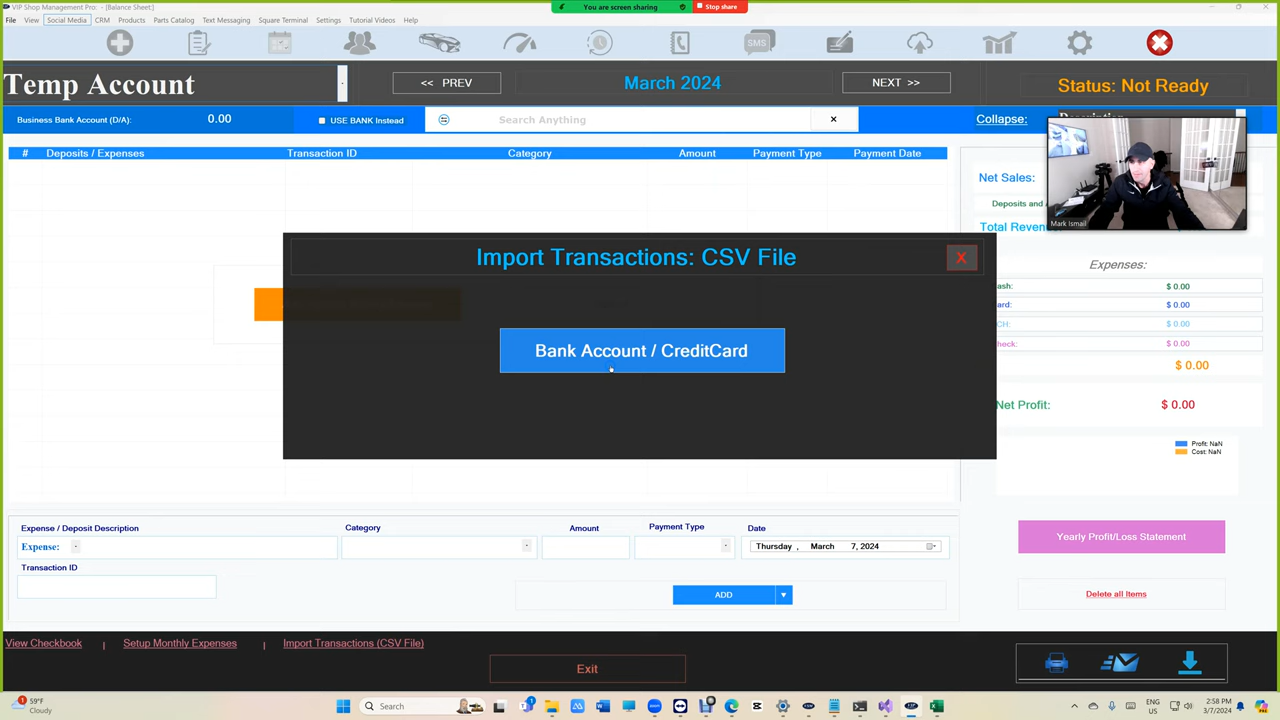 You are screen sharing
Stop share
VIP Shop Management Pro: - [Balance Sheet:]
File View Social Media CRM Products Parts Catalog Text Messaging Square Terminal Settings Tutorial Videos Help
SMS
Temp Account
<< PREV
March 2024
NEXT >>
Status: Not Ready
Business Bank Account (D/A):
0.00
USE BANK Instead
Search Anything
Collapse:
# Deposits / Expenses Transaction ID Category Amount Payment Type Payment Date
Net Sales:
Mark Ismail
Deposits and
Import Transactions: CSV File
X
Expenses:
$ 0.00
$ 0.00
Bank Account / CreditCard
$ 0.00
$ 0.00
$ 0.00
Net Profit:
$ 0.00
Profit: NaN
Cost: NaN
Expense / Deposit Description
Category
Amount
Payment Type
Date
Expense:
Thursday , March 7, 2024
Yearly Profit/Loss Statement
Transaction ID
ADD
Delete all Items
View Checkbook | Setup Monthly Expenses | Import Transactions (CSV File)
Exit
1
59°F
Cloudy
Search
ENG
US
2:58 PM
3/7/2024